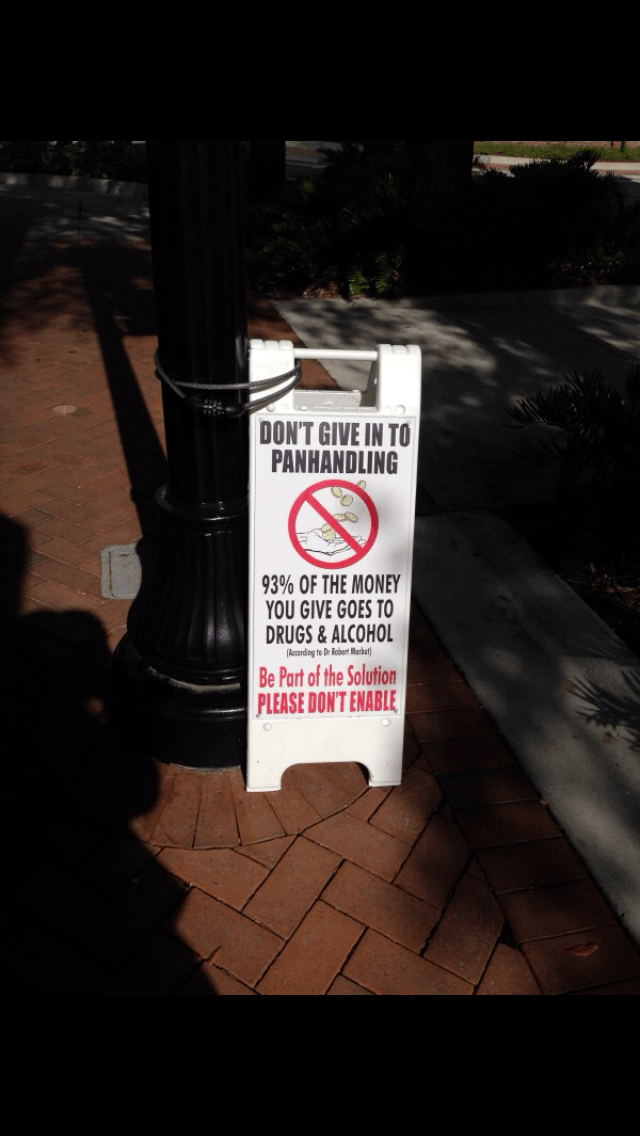 DON'T GIVE IN TO
PANHANDLING
93% OF THE MONEY
YOU GIVE GOES TO
DRUGS & ALCOHOL
(According to Dr Robert Marbut)
Be Part of the Solution
PLEASE DON'T ENABLE